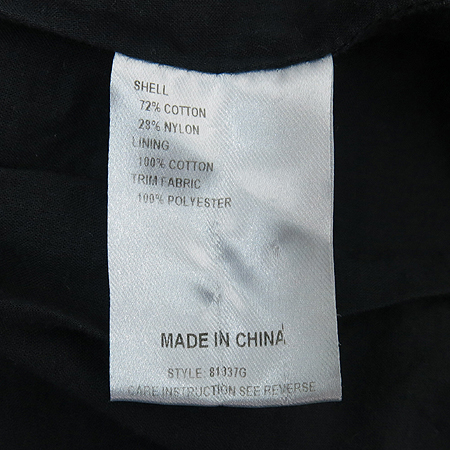 SHELL
72% COTTON
28% NYLON
LINING
100% COTTON
TRIM FABRIC
100% POLYESTER
MADE IN CHINA
STYLE: 81037G
CARE INSTRUCTION SEE REVERSE